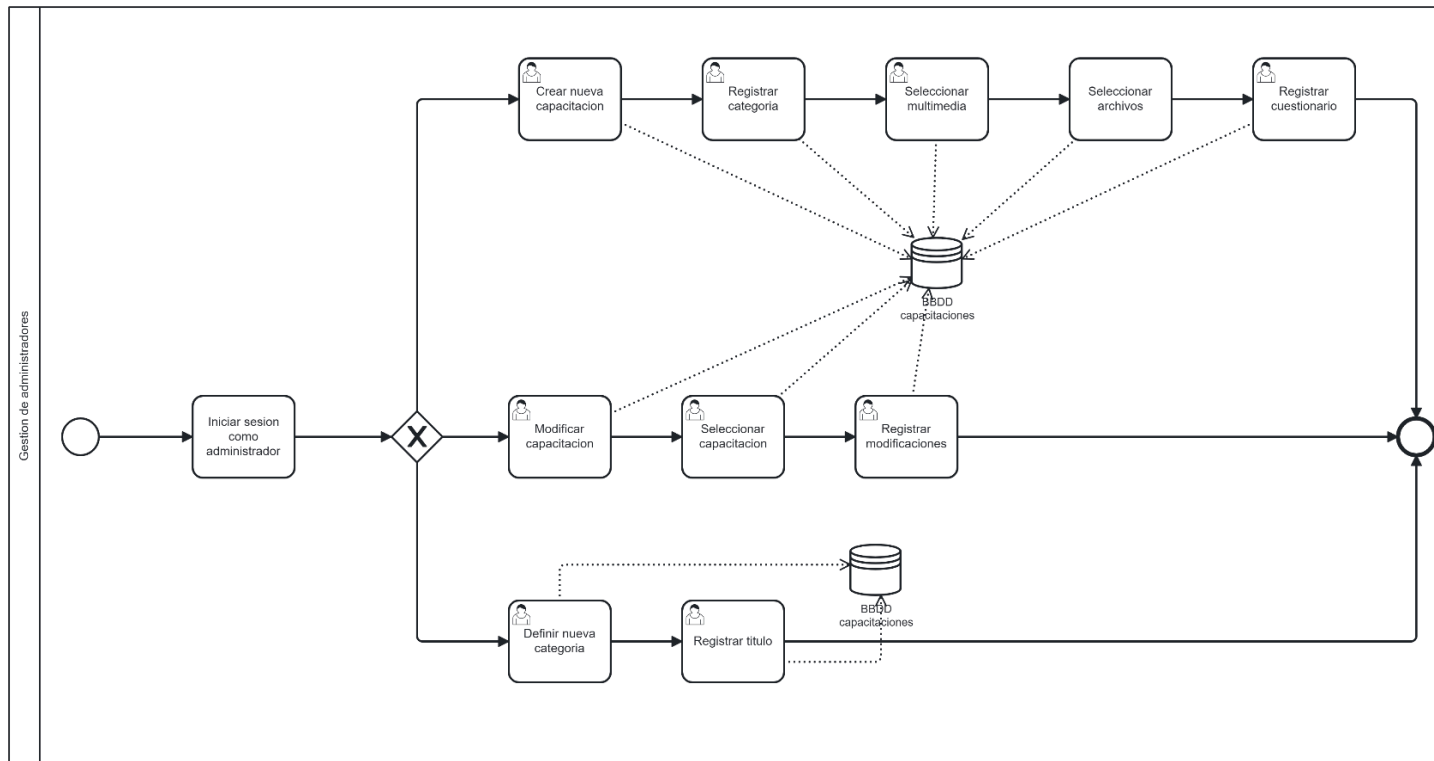 Gestion de administradores
Crear nueva
capacitacion
Registrar
categoria
Seleccionar
multimedia
Seleccionar
archivos
Registrar
cuestionario
BBDD
capacitaciones
Iniciar sesion
como
administrador
Modificar
capacitacion
Seleccionar
capacitacion
Registrar
modificaciones
BBDD
capacitaciones
Definir nueva
categoria
Registrar titulo